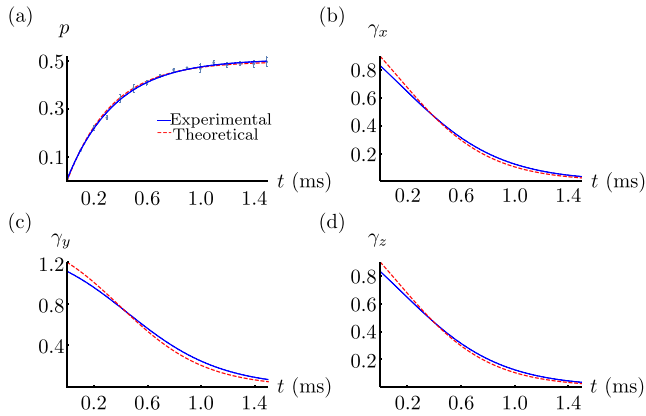 (a)
p
0.5
0.3
0.1
Experimental
Theoretical
0.2 0.6 1.0 1.4
t (ms)
(b)
γx
0.8
0.6
0.4
0.2
0.2 0.6 1.0 1.4
t (ms)
(c)
γy
1.2
0.8
0.4
0.2 0.6 1.0 1.4
t (ms)
(d)
γz
0.8
0.6
0.4
0.2
0.2 0.6 1.0 1.4
t (ms)